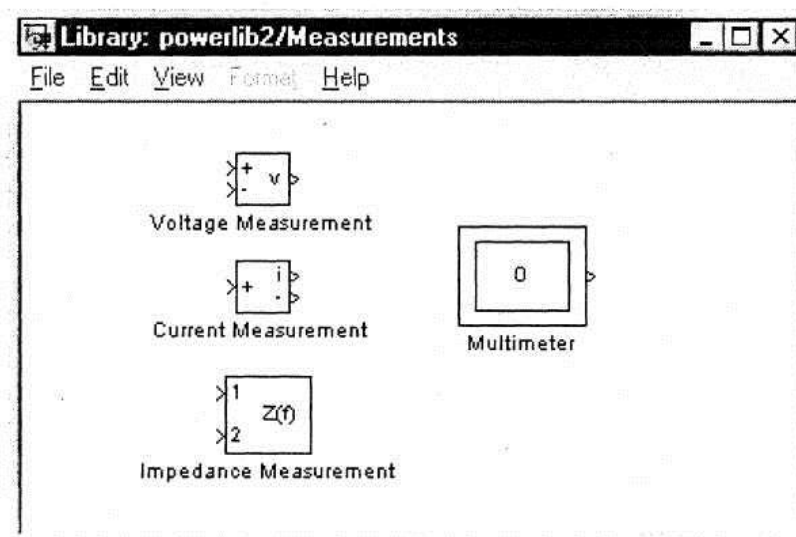 Library: powerlib2/Measurements
File Edit View Format Help
+ v
-
Voltage Measurement
+ i
-
Current Measurement
1
Z(f)
2
Impedance Measurement
0
Multimeter